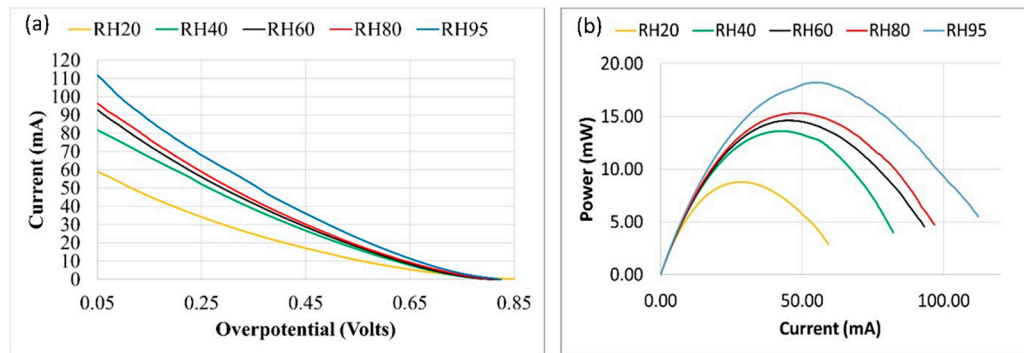 (a) RH20 RH40 RH60 RH80 RH95
120
110
100
90
80
70
60
50
40
30
20
10
0
Current (mA)
0.05 0.25 0.45 0.65 0.85
Overpotential (Volts)
(b) RH20 RH40 RH60 RH80 RH95
20.00
15.00
10.00
5.00
0.00
Power (mW)
0.00 50.00 100.00
Current (mA)